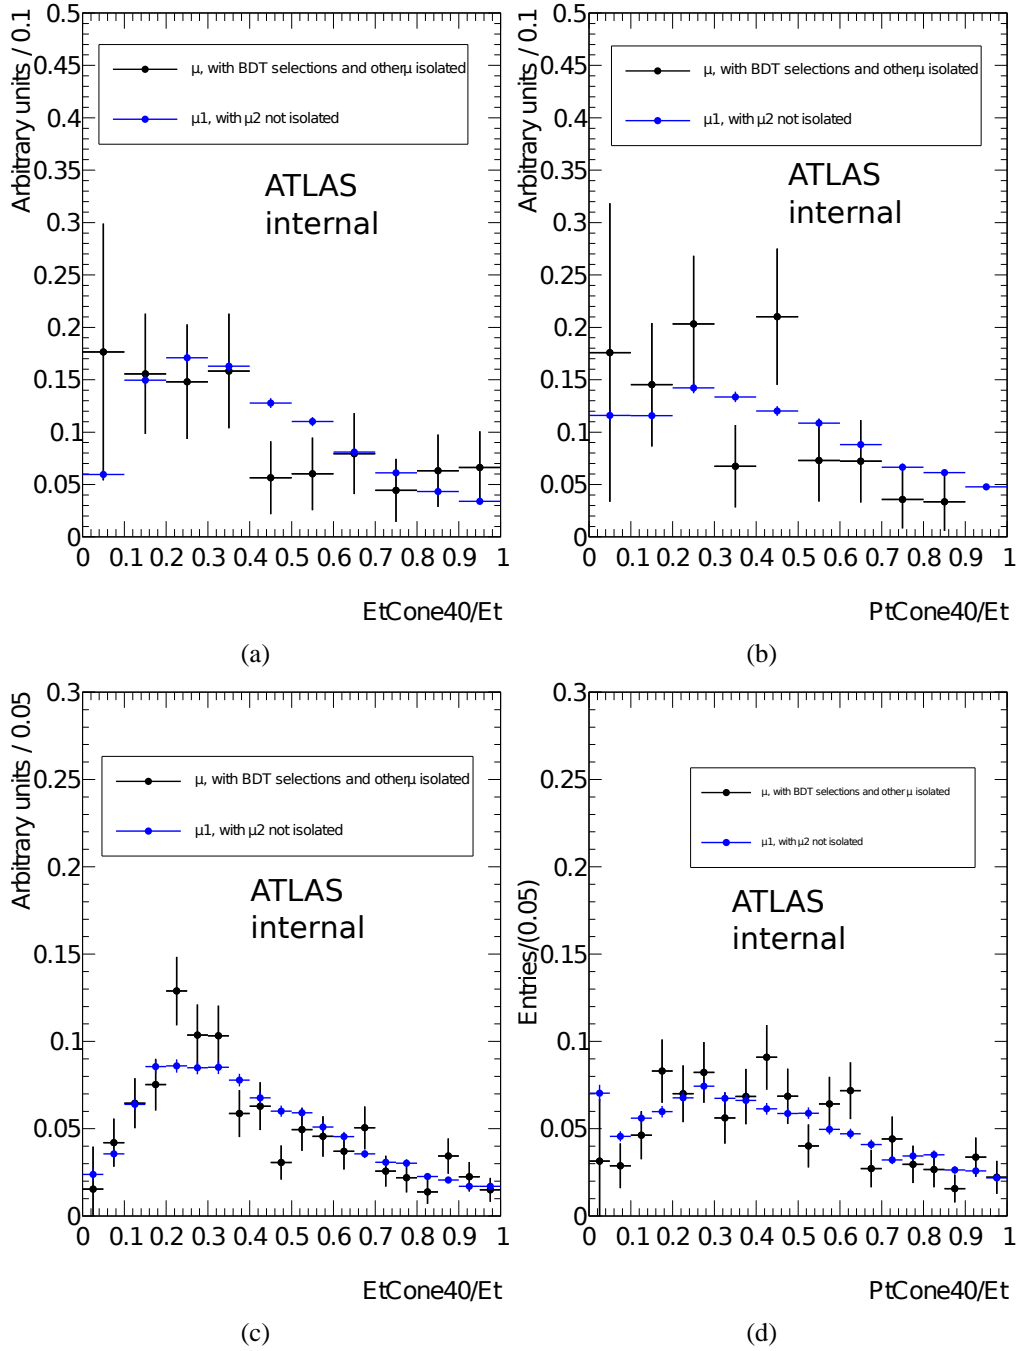 Arbitrary units / 0.1
0.5
0.45
0.4
0.35
0.3
0.25
0.2
0.15
0.1
0.05
0
μ, with BDT selections and otherμ isolated
μ1, with μ2 not isolated
ATLAS
internal
0 0.1 0.2 0.3 0.4 0.5 0.6 0.7 0.8 0.9 1
EtCone40/Et
(a)
Arbitrary units / 0.1
0.5
0.45
0.4
0.35
0.3
0.25
0.2
0.15
0.1
0.05
0
μ, with BDT selections and otherμ isolated
μ1, with μ2 not isolated
ATLAS
internal
0 0.1 0.2 0.3 0.4 0.5 0.6 0.7 0.8 0.9 1
PtCone40/Et
(b)
Arbitrary units / 0.05
0.3
0.25
0.2
0.15
0.1
0.05
0
μ, with BDT selections and otherμ isolated
μ1, with μ2 not isolated
ATLAS
internal
0 0.1 0.2 0.3 0.4 0.5 0.6 0.7 0.8 0.9 1
EtCone40/Et
(c)
Entries/(0.05)
0.3
0.25
0.2
0.15
0.1
0.05
0
μ, with BDT selections and other μ isolated
μ1, with μ2 not isolated
ATLAS
internal
0 0.1 0.2 0.3 0.4 0.5 0.6 0.7 0.8 0.9 1
PtCone40/Et
(d)